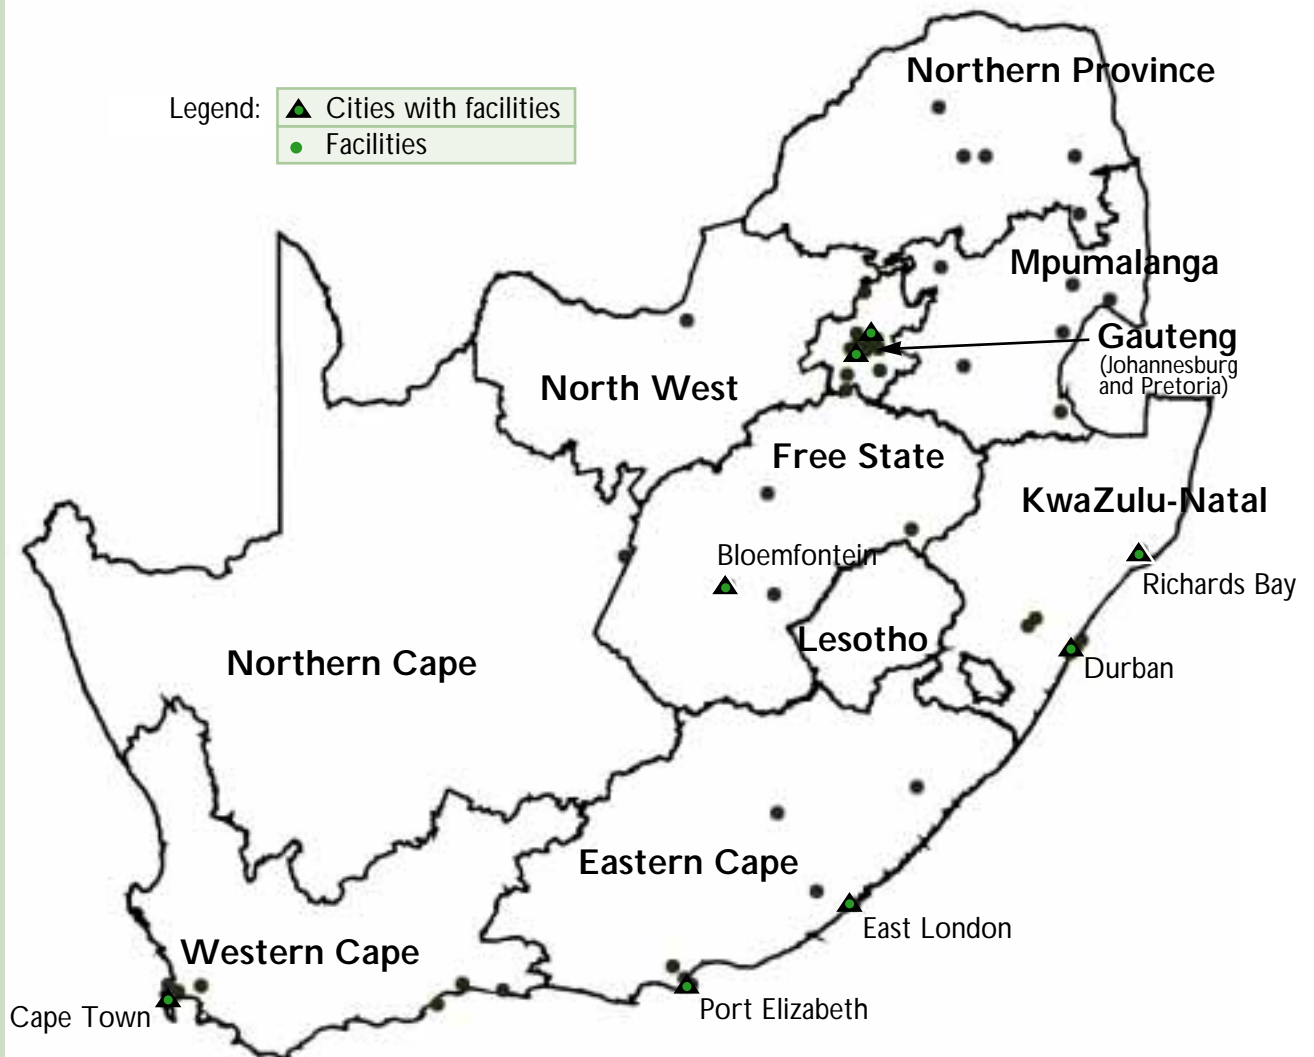 Northern Province
Legend:
Cities with facilities
Facilities
Mpumalanga
Gauteng
(Johannesburg
and Pretoria)
North West
Free State
KwaZulu-Natal
Bloemfontein
Richards Bay
Lesotho
Northern Cape
Durban
Eastern Cape
East London
Western Cape
Port Elizabeth
Cape Town